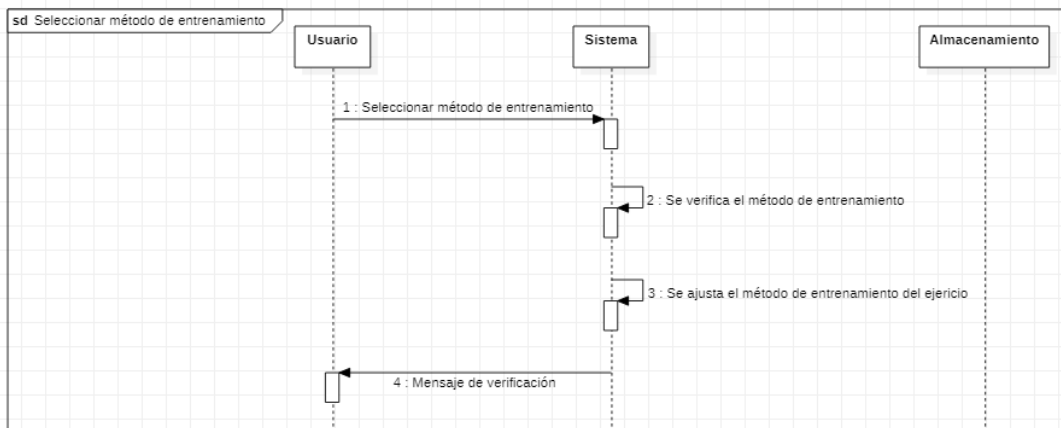 sd Seleccionar método de entrenamiento
Usuario
Sistema
Almacenamiento
1 : Seleccionar método de entrenamiento
2 : Se verifica el método de entrenamiento
3 : Se ajusta el método de entrenamiento del ejericio
4 : Mensaje de verificación